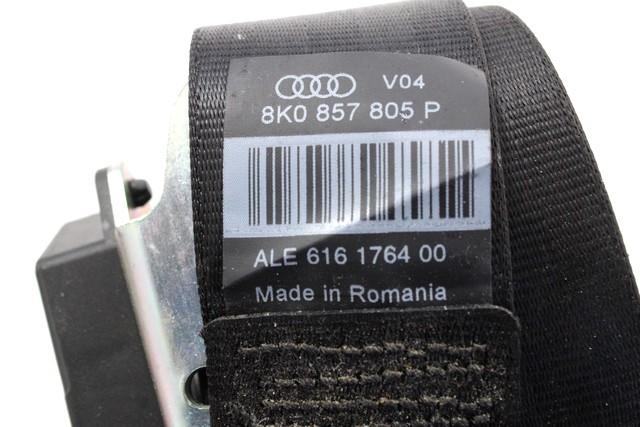 V04
8K0 857 805 P
ALE 616 1764 00
Made in Romania